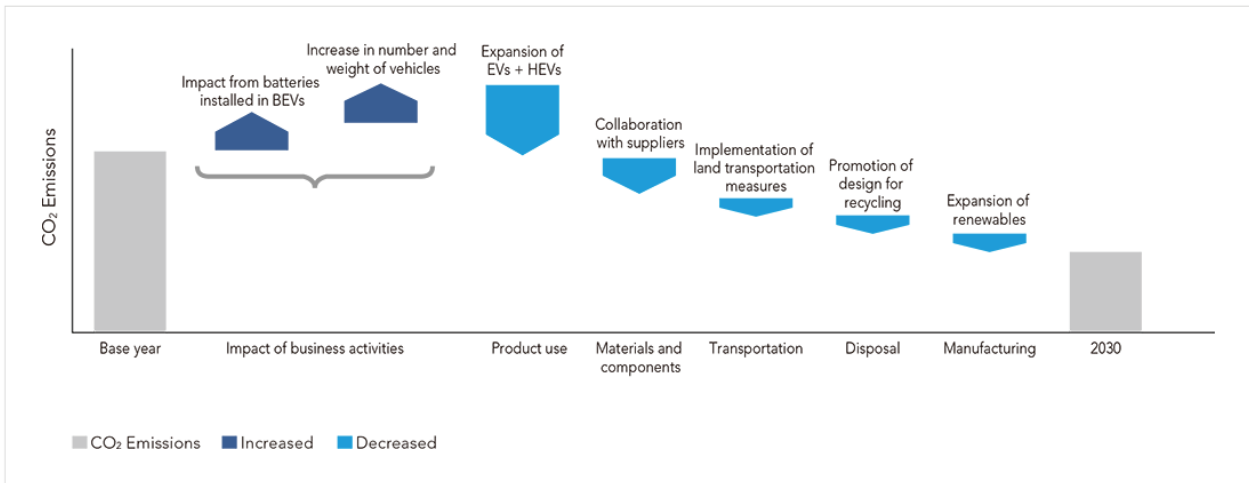 Impact from batteries
installed in BEVs
Increase in number and
weight of vehicles
Expansion of
EVs + HEVs
Collaboration
with suppliers
Implementation of
land transportation
measures
Promotion of
design for
recycling
Expansion of
renewables
CO₂ Emissions
Base year
Impact of business activities
Product use
Materials and
components
Transportation
Disposal
Manufacturing
2030
CO₂ Emissions
Increased
Decreased